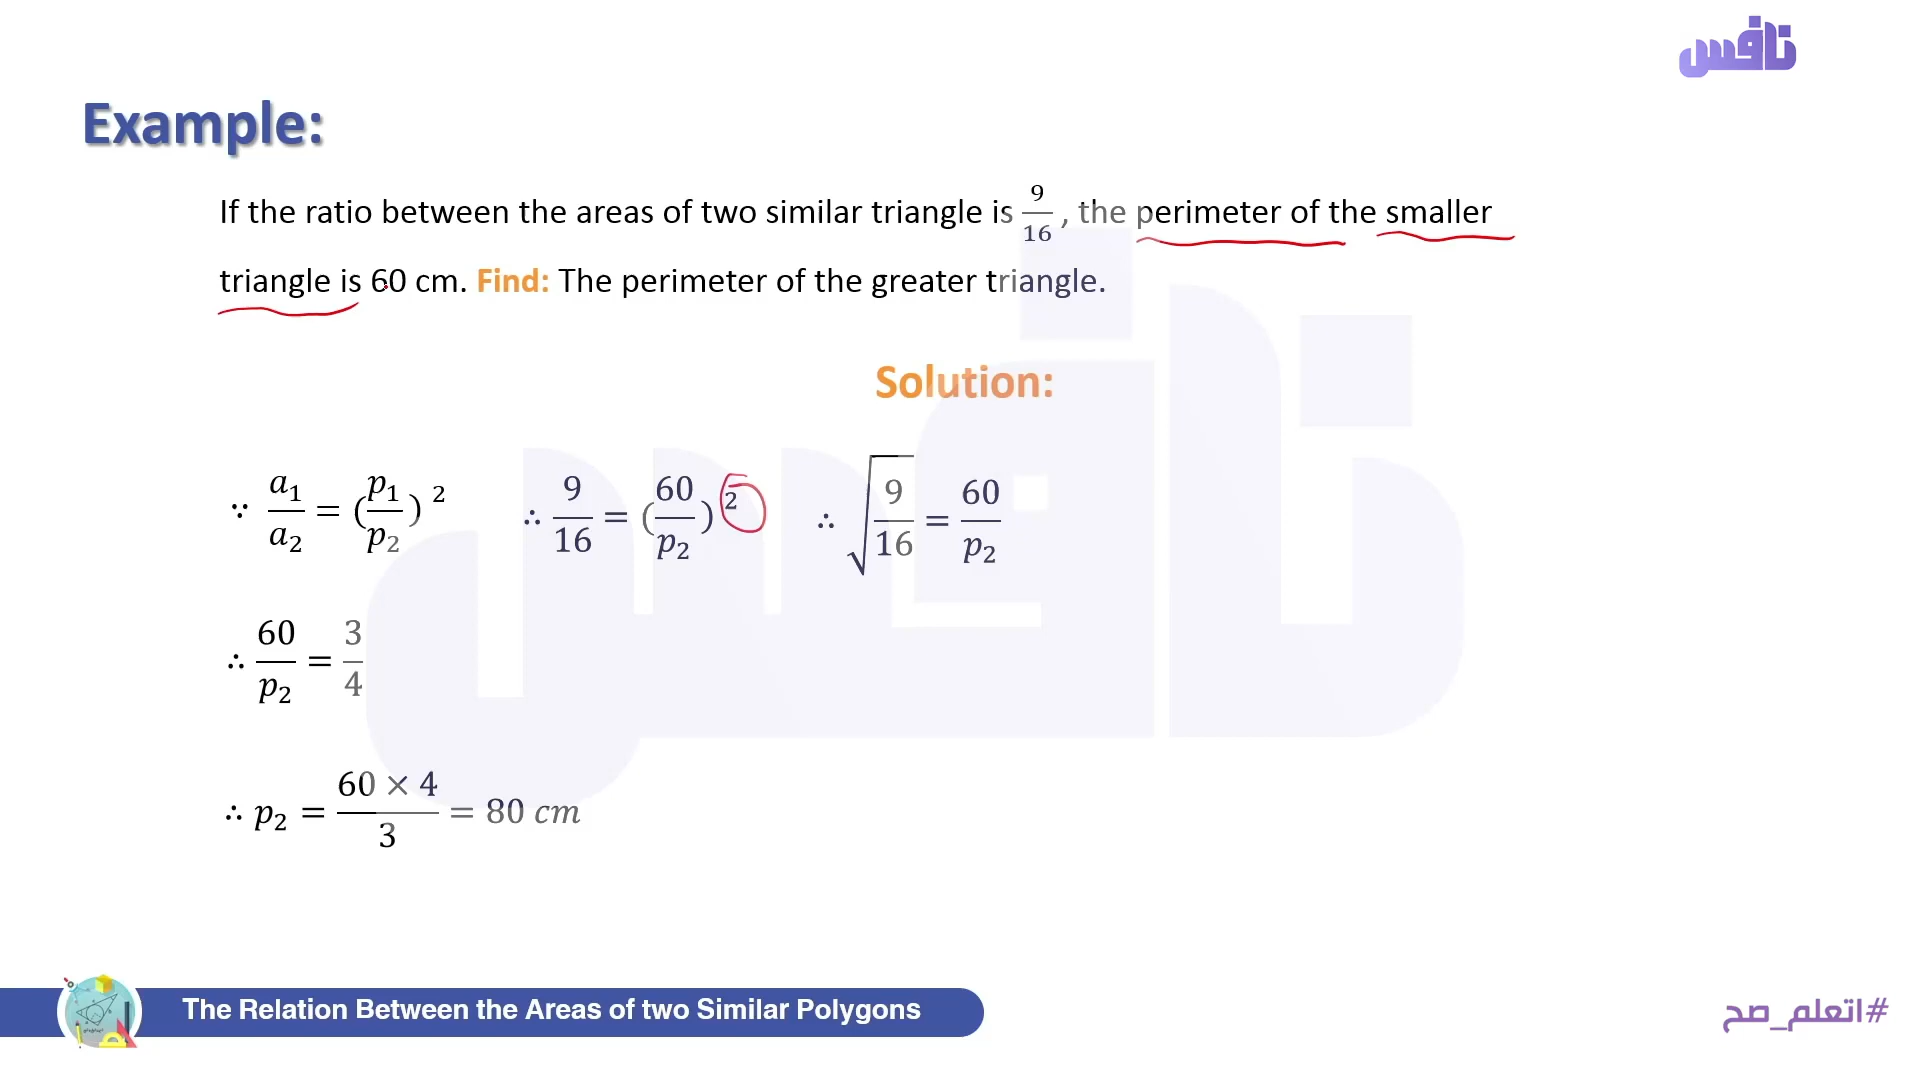 نافس
Example:
If the ratio between the areas of two similar triangle is 9/16 , the perimeter of the smaller
triangle is 60 cm. Find: The perimeter of the greater triangle.
Solution:
∵ a₁/a₂ = (p₁/p₂) ² ∴ 9/16 = (60/p₂) ² ∴ √(9/16) = 60/p₂
∴ 60/p₂ = 3/4
∴ p₂ = (60 × 4)/3 = 80 cm
The Relation Between the Areas of two Similar Polygons
#اتعلم_صح